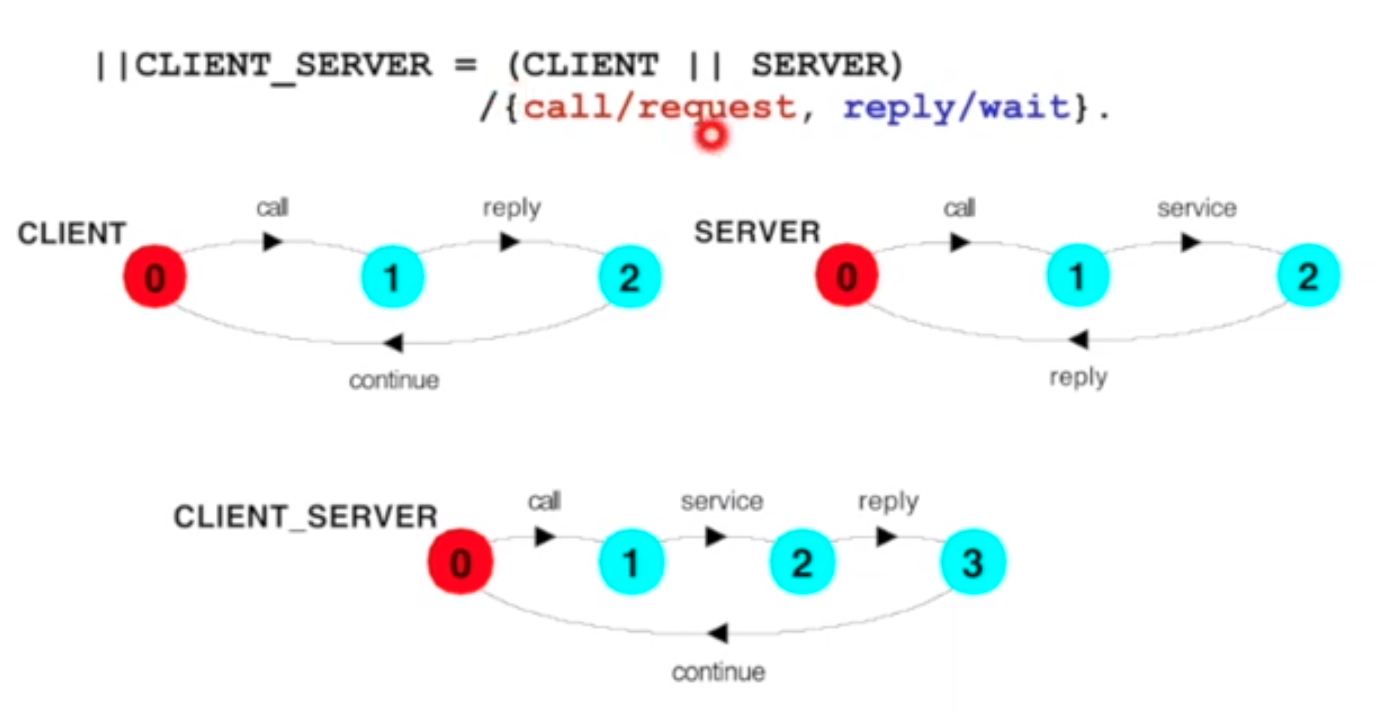 ||CLIENT_SERVER = (CLIENT || SERVER)
/{call/request, reply/wait}.
call reply
CLIENT
0 1 2
continue
call service
SERVER
0 1 2
reply
call service reply
CLIENT_SERVER
0 1 2 3
continue